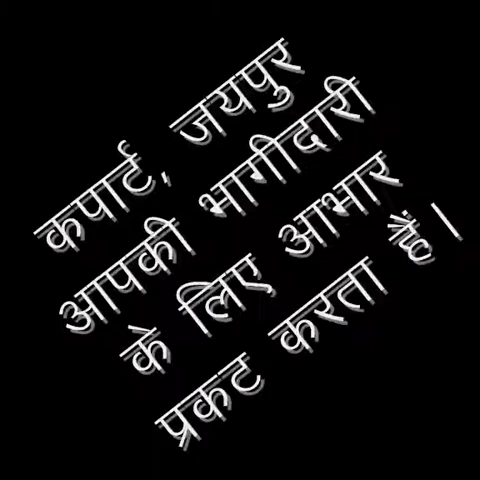 कपार्ट, जयपुर
आपकी भागीदारी
के लिए आभार
प्रकट करता हैं।